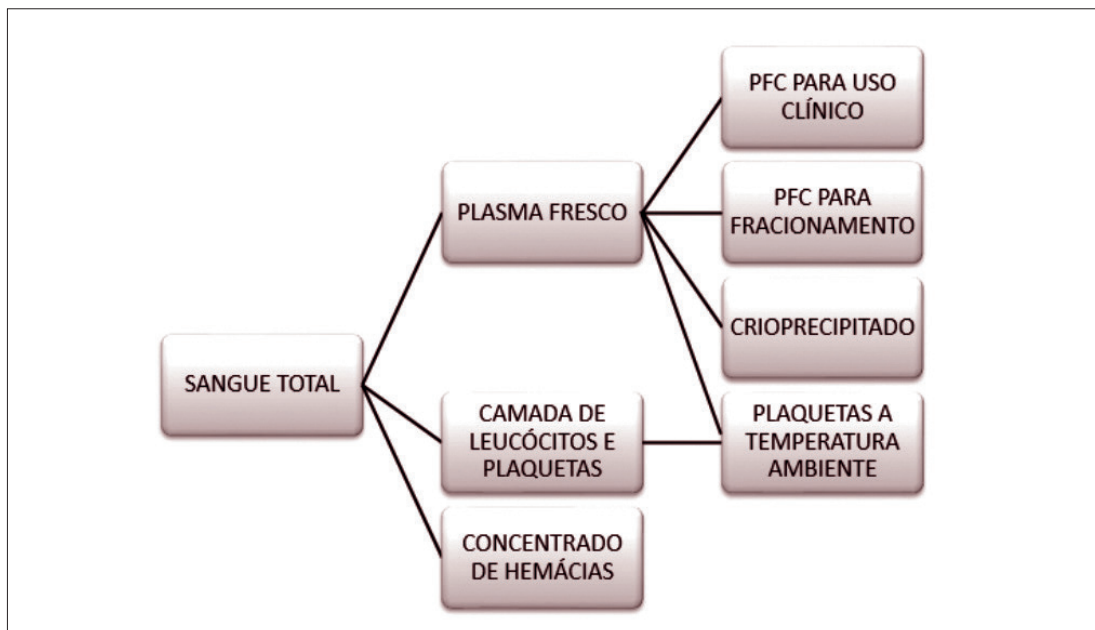 SANGUE TOTAL
PLASMA FRESCO
CAMADA DE
LEUCÓCITOS E
PLAQUETAS
CONCENTRADO
DE HEMÁCIAS
PFC PARA USO
CLÍNICO
PFC PARA
FRACIONAMENTO
CRIOPRECIPITADO
PLAQUETAS A
TEMPERATURA
AMBIENTE